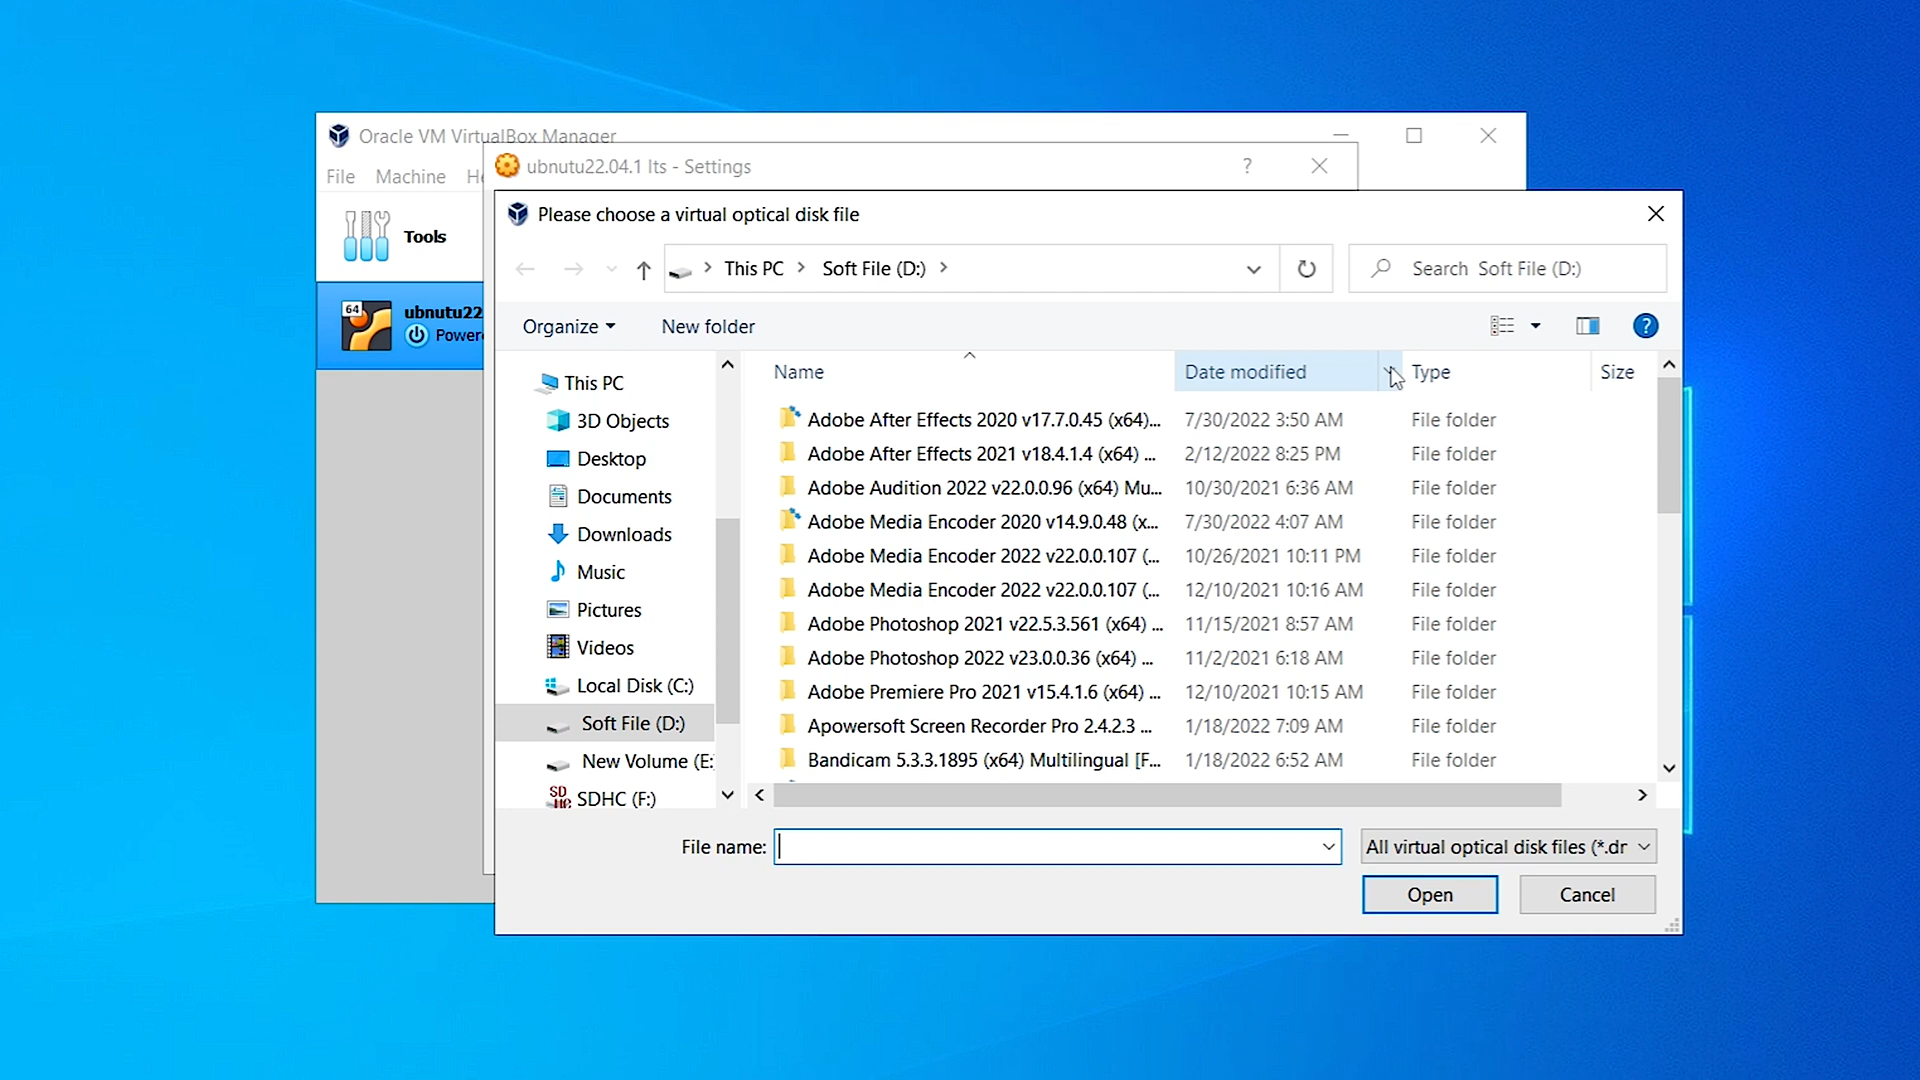 Oracle VM VirtualBox Manager
File Machine He
ubnutu22.04.1 lts - Settings
?
Please choose a virtual optical disk file
Tools
This PC > Soft File (D:) >
Search Soft File (D:)
64
ubnutu22
Powere
Organize
New folder
?
Name
Date modified
Type
Size
This PC
3D Objects
Desktop
Documents
Downloads
Music
Pictures
Videos
Local Disk (C:)
Soft File (D:)
New Volume (E:
SDHC (F:)
Adobe After Effects 2020 v17.7.0.45 (x64)... 7/30/2022 3:50 AM File folder
Adobe After Effects 2021 v18.4.1.4 (x64) ... 2/12/2022 8:25 PM File folder
Adobe Audition 2022 v22.0.0.96 (x64) Mu... 10/30/2021 6:36 AM File folder
Adobe Media Encoder 2020 v14.9.0.48 (x... 7/30/2022 4:07 AM File folder
Adobe Media Encoder 2022 v22.0.0.107 (... 10/26/2021 10:11 PM File folder
Adobe Media Encoder 2022 v22.0.0.107 (... 12/10/2021 10:16 AM File folder
Adobe Photoshop 2021 v22.5.3.561 (x64) ... 11/15/2021 8:57 AM File folder
Adobe Photoshop 2022 v23.0.0.36 (x64) ... 11/2/2021 6:18 AM File folder
Adobe Premiere Pro 2021 v15.4.1.6 (x64) ... 12/10/2021 10:15 AM File folder
Apowersoft Screen Recorder Pro 2.4.2.3 ... 1/18/2022 7:09 AM File folder
Bandicam 5.3.3.1895 (x64) Multilingual [F... 1/18/2022 6:52 AM File folder
File name:
All virtual optical disk files (*.dr
Open
Cancel